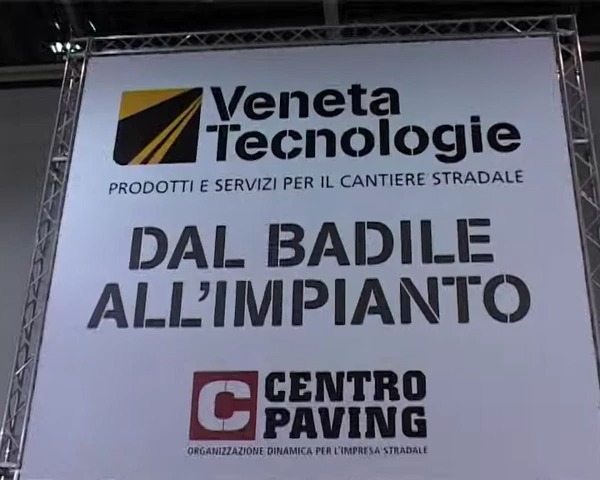 Veneta
Tecnologie
PRODOTTI E SERVIZI PER IL CANTIERE STRADALE
DAL BADILE
ALL'IMPIANTO
C CENTRO
PAVING
ORGANIZZAZIONE DINAMICA PER L'IMPRESA STRADALE